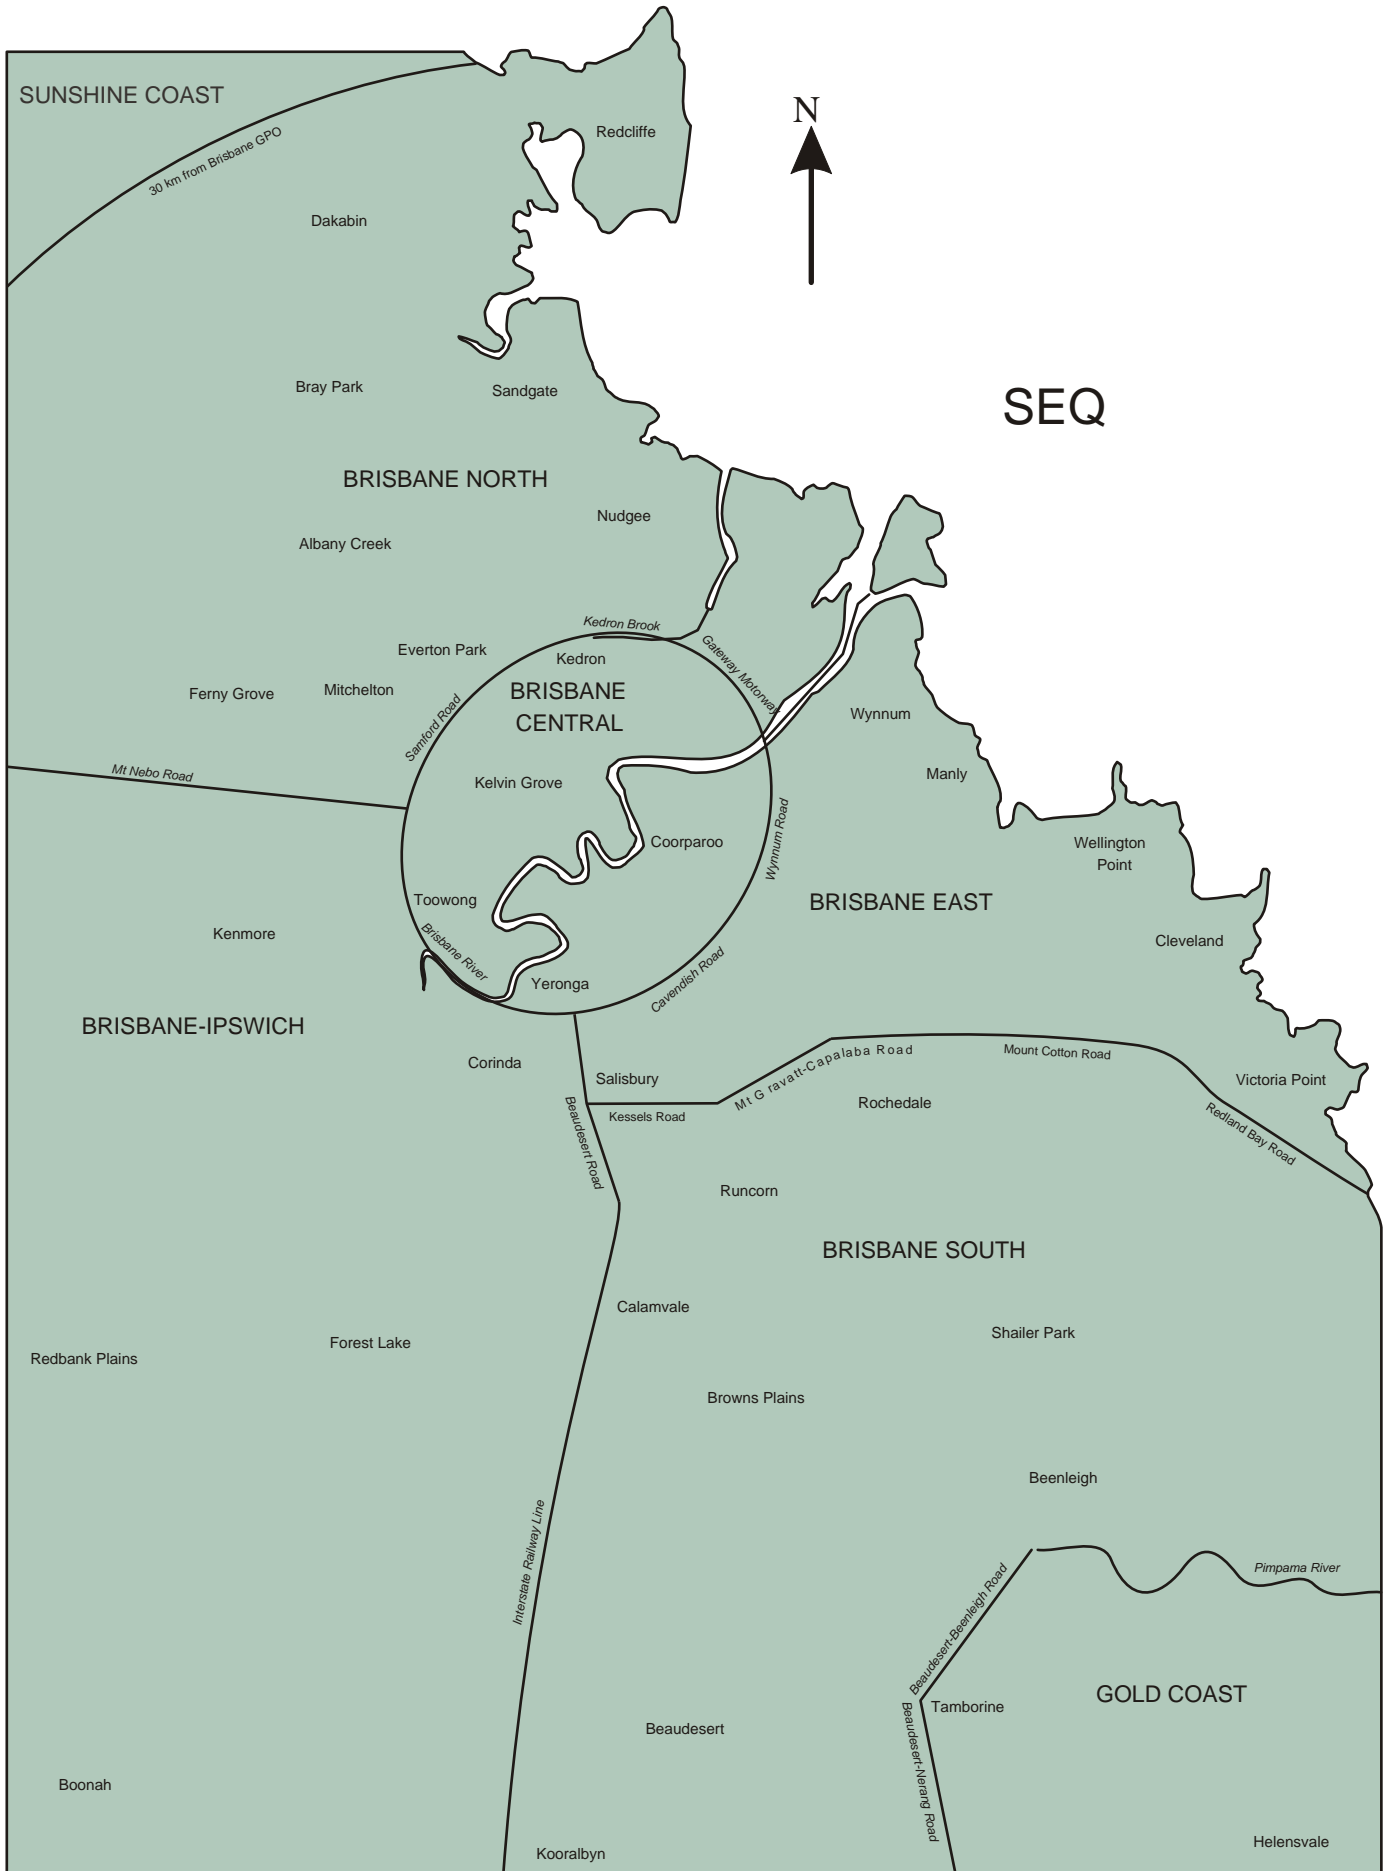 SUNSHINE COAST
30 km from Brisbane GPO
Redcliffe
N
Dakabin
Bray Park
Sandgate
SEQ
BRISBANE NORTH
Nudgee
Albany Creek
Kedron Brook
Everton Park
Kedron
Gateway Motorway
Ferny Grove
Mitchelton
BRISBANE
CENTRAL
Samford Road
Wynnum
Mt Nebo Road
Manly
Kelvin Grove
Wynnum Road
Coorparoo
Wellington
Point
Toowong
BRISBANE EAST
Kenmore
Brisbane River
Cleveland
Yeronga
Cavendish Road
BRISBANE-IPSWICH
Corinda
Salisbury
Mt G ravatt-Capalaba Road
Mount Cotton Road
Victoria Point
Beaudesert Road
Kessels Road
Rochedale
Redland Bay Road
Runcorn
BRISBANE SOUTH
Calamvale
Shailer Park
Forest Lake
Redbank Plains
Browns Plains
Beenleigh
Interstate Railway Line
Pimpama River
Beaudesert-Beenleigh Road
GOLD COAST
Tamborine
Beaudesert
Beaudesert-Nerang Road
Boonah
Helensvale
Kooralbyn